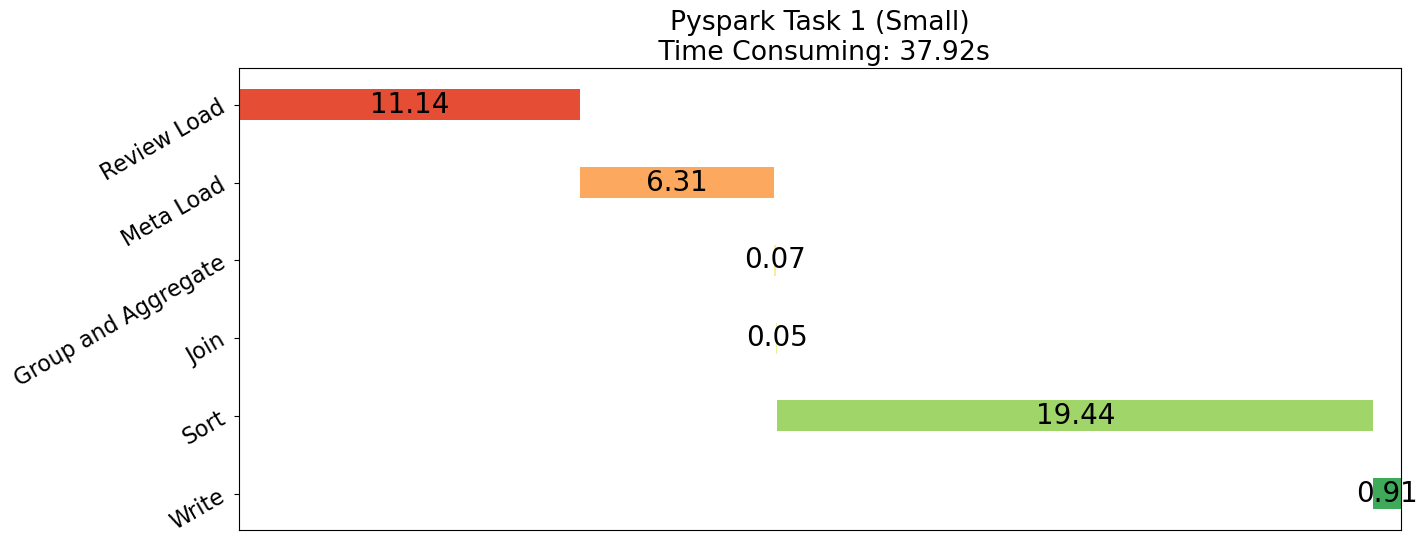 Pyspark Task 1 (Small)
Time Consuming: 37.92s
Review Load
11.14
Meta Load
6.31
Group and Aggregate
0.07
Join
0.05
Sort
19.44
Write
0.91